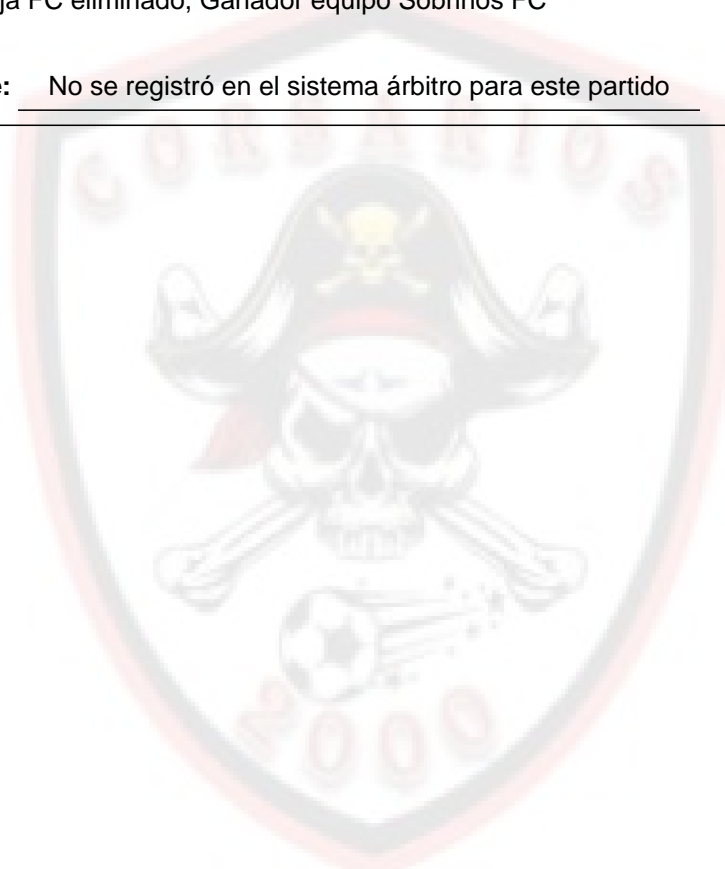 ja FC eliminado, Ganador equipo Sobrinos FC
e: No se registró en el sistema árbitro para este partido
CORSARIOS
2000